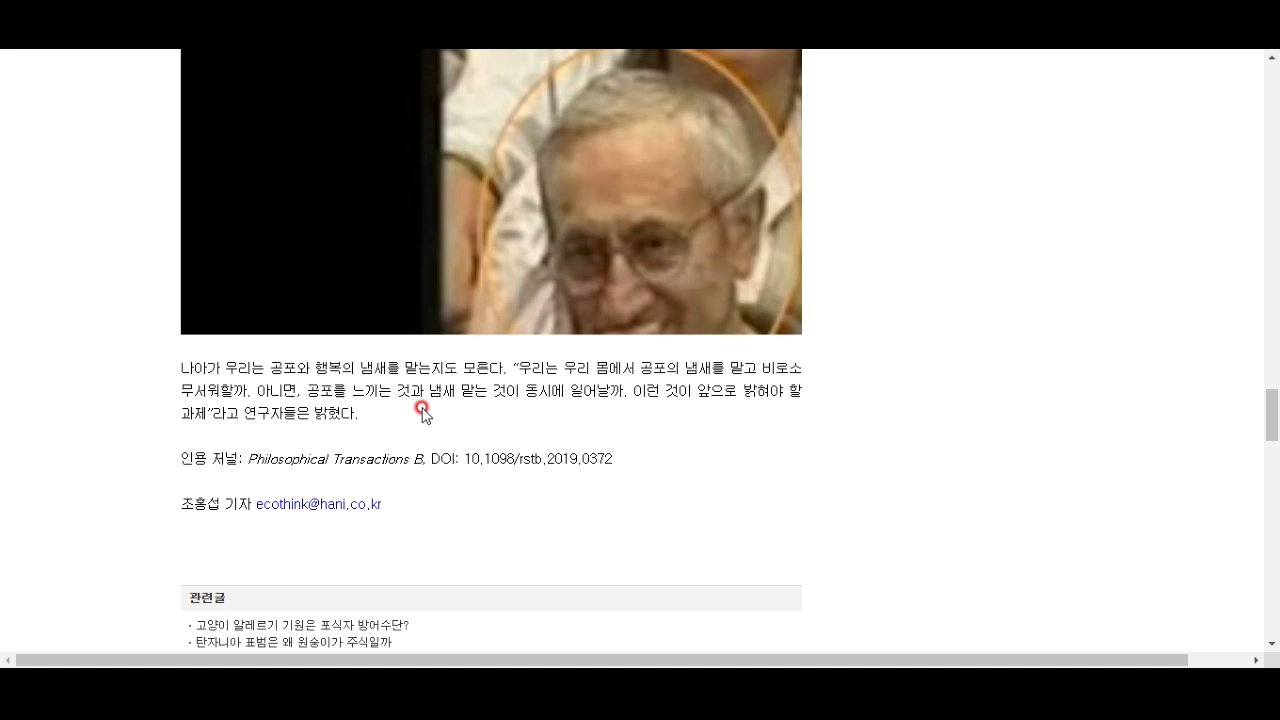 나아가 우리는 공포와 행복의 냄새를 맡는지도 모른다. “우리는 우리 몸에서 공포의 냄새를 맡고 비로소
무서워할까. 아니면, 공포를 느끼는 것과 냄새 맡는 것이 동시에 일어날까. 이런 것이 앞으로 밝혀야 할
과제”라고 연구자들은 밝혔다.
인용 저널: Philosophical Transactions B, DOI: 10.1098/rstb.2019.0372
조홍섭 기자 ecothink@hani.co.kr
관련글
· 고양이 알레르기 기원은 포식자 방어수단?
· 탄자니아 표범은 왜 원숭이가 주식일까